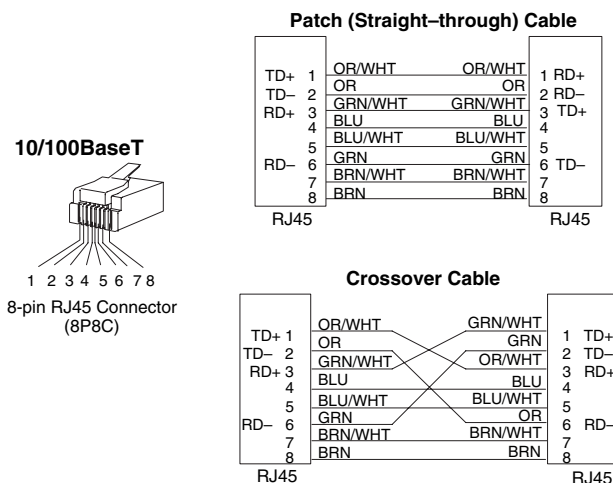 Patch (Straight–through) Cable
TD+ 1 OR/WHT OR/WHT 1 RD+
TD– 2 OR OR 2 RD–
RD+ 3 GRN/WHT GRN/WHT 3 TD+
4 BLU BLU 4
5 BLU/WHT BLU/WHT 5
RD– 6 GRN GRN 6 TD–
7 BRN/WHT BRN/WHT 7
8 BRN BRN 8
RJ45 RJ45
10/100BaseT
1 2 3 4 5 6 7 8
8-pin RJ45 Connector
(8P8C)
Crossover Cable
TD+ 1 OR/WHT GRN/WHT 1 TD+
TD– 2 OR GRN 2 TD–
RD+ 3 GRN/WHT OR/WHT 3 RD+
4 BLU BLU 4
5 BLU/WHT BLU/WHT 5
RD– 6 GRN OR 6 RD–
7 BRN/WHT BRN/WHT 7
8 BRN BRN 8
RJ45 RJ45